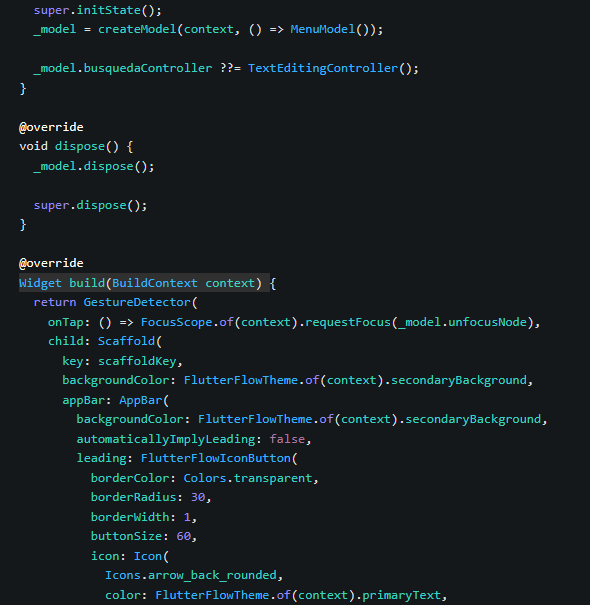 super.initState();
_model = createModel(context, () => MenuModel());
_model.busquedaController ??= TextEditingController();
}
@override
void dispose() {
_model.dispose();
super.dispose();
}
@override
Widget build(BuildContext context) {
return GestureDetector(
onTap: () => FocusScope.of(context).requestFocus(_model.unfocusNode),
child: Scaffold(
key: scaffoldKey,
backgroundColor: FlutterFlowTheme.of(context).secondaryBackground,
appBar: AppBar(
backgroundColor: FlutterFlowTheme.of(context).secondaryBackground,
automaticallyImplyLeading: false,
leading: FlutterFlowIconButton(
borderColor: Colors.transparent,
borderRadius: 30,
borderWidth: 1,
buttonSize: 60,
icon: Icon(
Icons.arrow_back_rounded,
color: FlutterFlowTheme.of(context).primaryText,